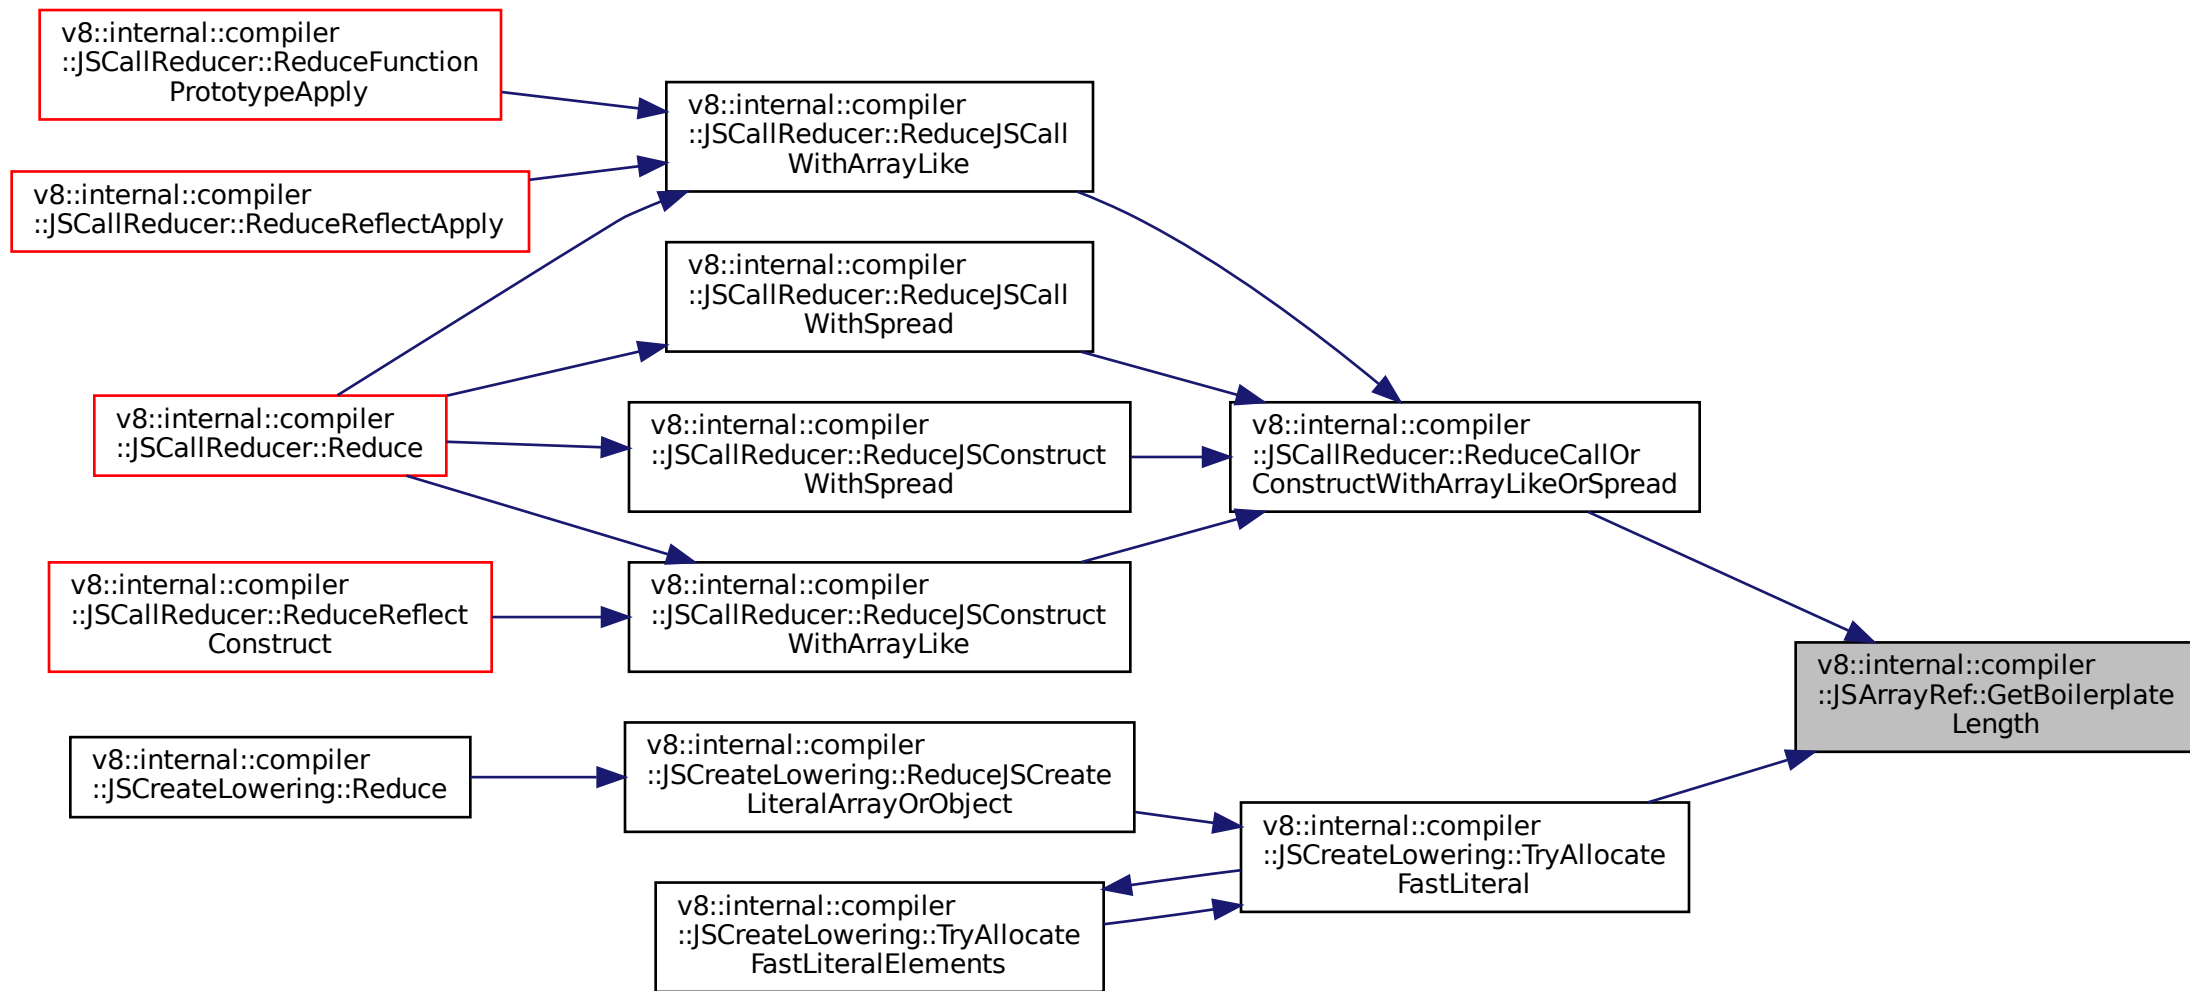 v8::internal::compiler
::JSCallReducer::ReduceFunction
PrototypeApply
v8::internal::compiler
::JSCallReducer::ReduceReflectApply
v8::internal::compiler
::JSCallReducer::Reduce
v8::internal::compiler
::JSCallReducer::ReduceReflect
Construct
v8::internal::compiler
::JSCreateLowering::Reduce
v8::internal::compiler
::JSCallReducer::ReduceJSCall
WithArrayLike
v8::internal::compiler
::JSCallReducer::ReduceJSCall
WithSpread
v8::internal::compiler
::JSCallReducer::ReduceJSConstruct
WithSpread
v8::internal::compiler
::JSCallReducer::ReduceJSConstruct
WithArrayLike
v8::internal::compiler
::JSCreateLowering::ReduceJSCreate
LiteralArrayOrObject
v8::internal::compiler
::JSCreateLowering::TryAllocate
FastLiteralElements
v8::internal::compiler
::JSCallReducer::ReduceCallOr
ConstructWithArrayLikeOrSpread
v8::internal::compiler
::JSCreateLowering::TryAllocate
FastLiteral
v8::internal::compiler
::JSArrayRef::GetBoilerplate
Length